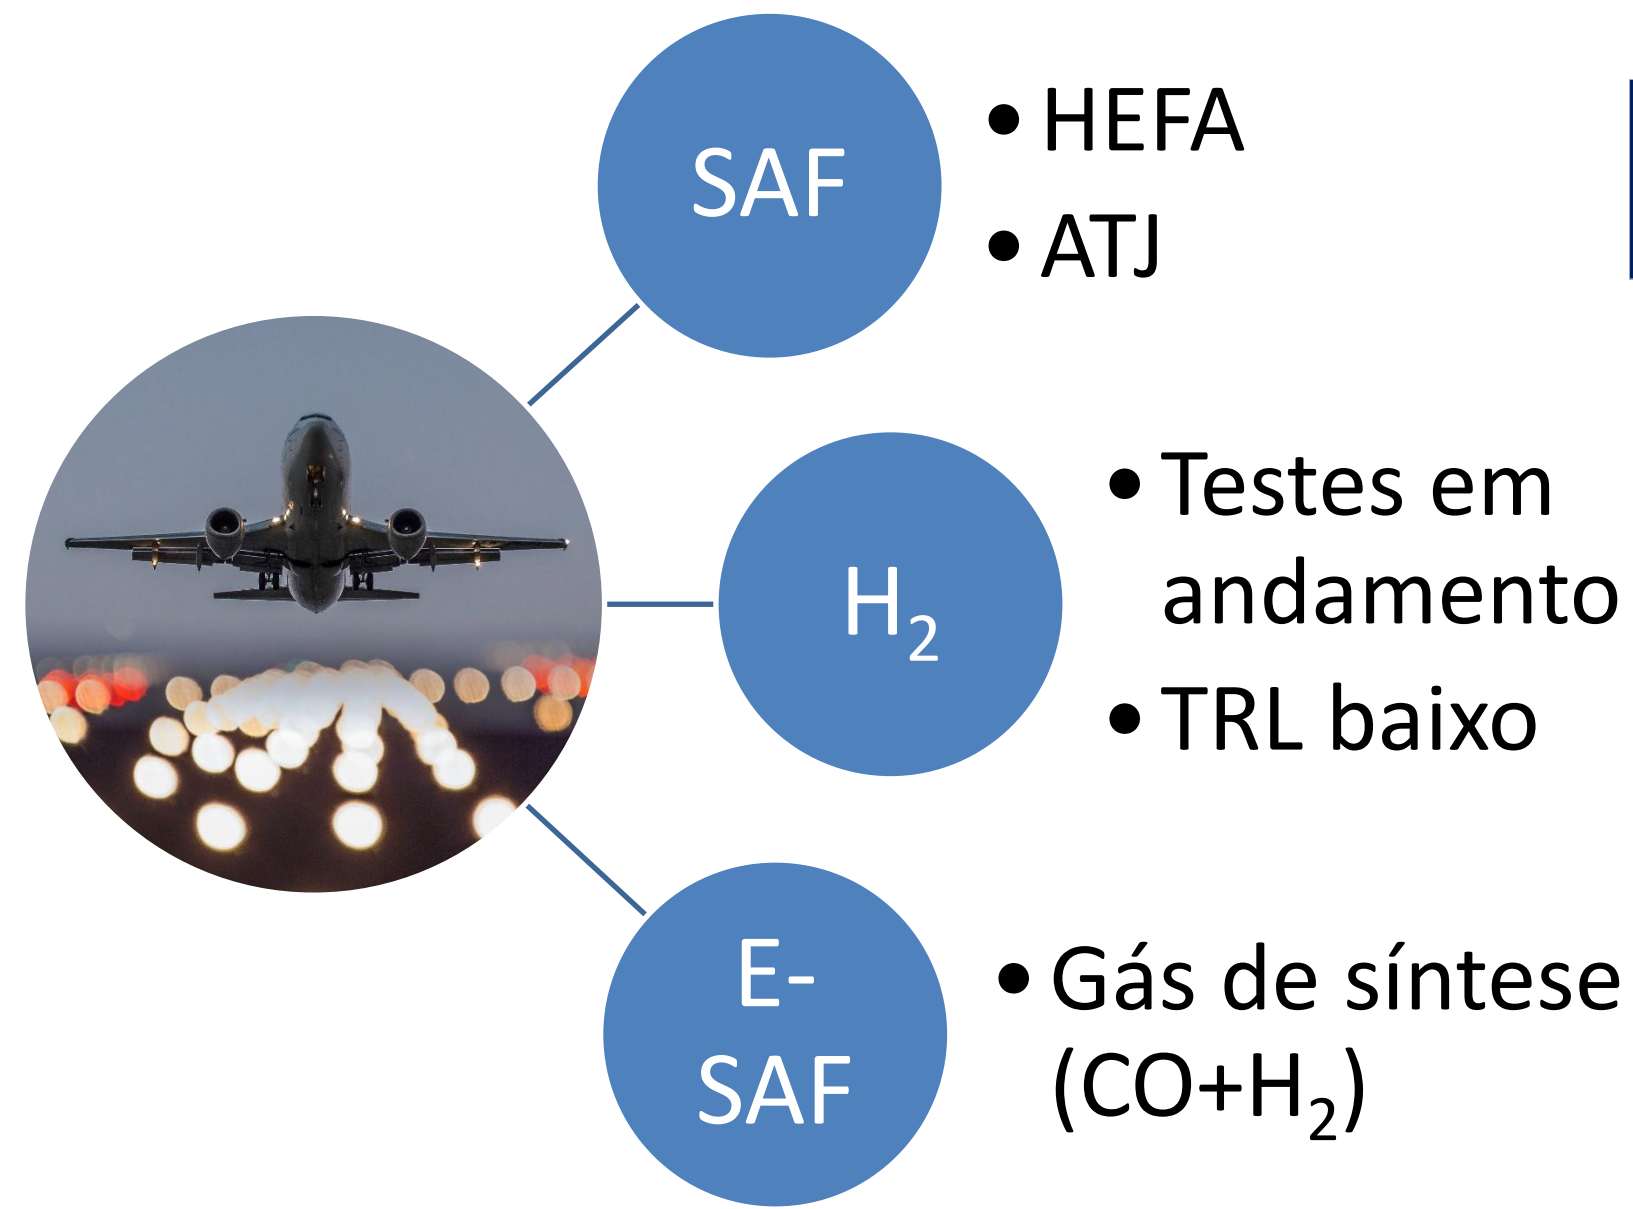 SAF
• HEFA
• ATJ
H₂
• Testes em
andamento
• TRL baixo
E-
SAF
• Gás de síntese
(CO+H₂)